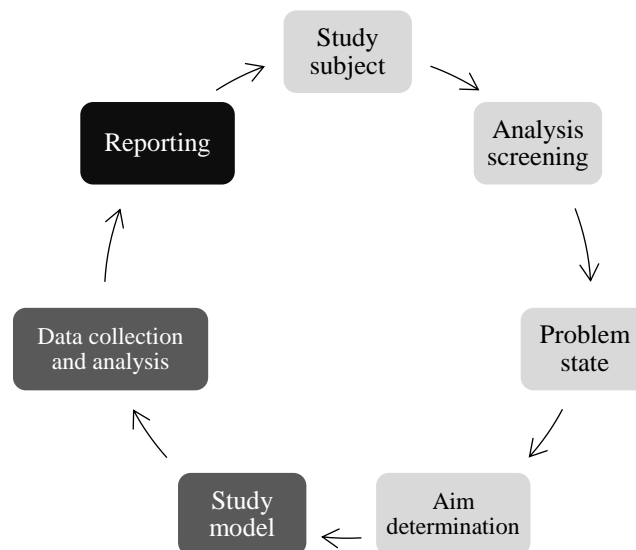 Study
subject
Analysis
screening
Problem
state
Aim
determination
Study
model
Data collection
and analysis
Reporting